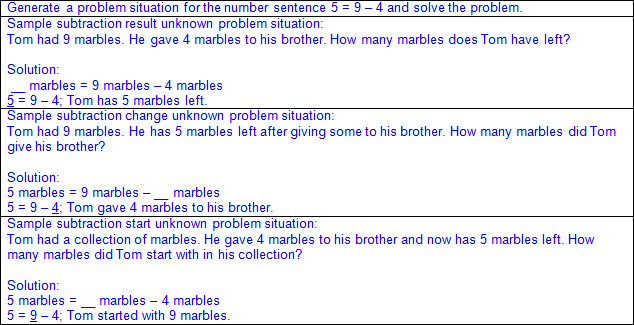 Generate a problem situation for the number sentence 5 = 9 – 4 and solve the problem.
Sample subtraction result unknown problem situation:
Tom had 9 marbles. He gave 4 marbles to his brother. How many marbles does Tom have left?
Solution:
__ marbles = 9 marbles – 4 marbles
5 = 9 – 4; Tom has 5 marbles left.
Sample subtraction change unknown problem situation:
Tom had 9 marbles. He has 5 marbles left after giving some to his brother. How many marbles did Tom
give his brother?
Solution:
5 marbles = 9 marbles – __ marbles
5 = 9 – 4; Tom gave 4 marbles to his brother.
Sample subtraction start unknown problem situation:
Tom had a collection of marbles. He gave 4 marbles to his brother and now has 5 marbles left. How
many marbles did Tom start with in his collection?
Solution:
5 marbles = __ marbles – 4 marbles
5 = 9 – 4; Tom started with 9 marbles.